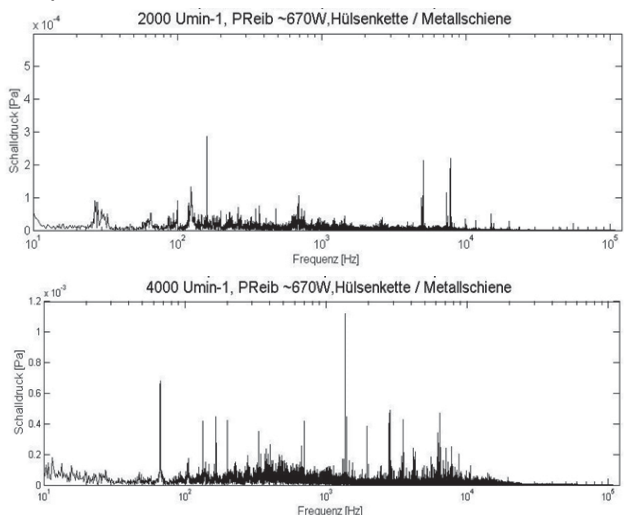 2000 Umin-1, PReib ~670W,Hülsenkette / Metallschiene
x 10-4
6
5
4
3
2
1
0
Schalldruck [Pa]
10^1 10^2 10^3 10^4 10^5
Frequenz [Hz]
4000 Umin-1, PReib ~670W,Hülsenkette / Metallschiene
x 10-3
1.2
1
0.8
0.6
0.4
0.2
0
Schalldruck [Pa]
10^1 10^2 10^3 10^4 10^5
Frequenz [Hz]